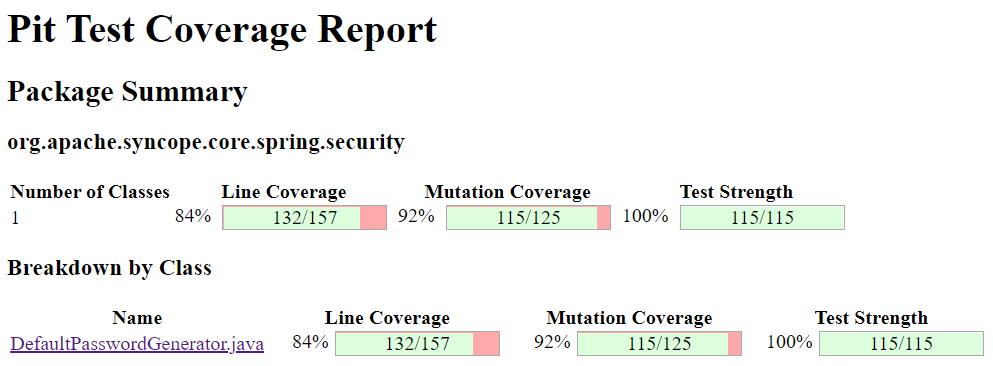 Pit Test Coverage Report
Package Summary
org.apache.syncope.core.spring.security
Number of Classes Line Coverage Mutation Coverage Test Strength
1 84% 132/157 92% 115/125 100% 115/115
Breakdown by Class
Name Line Coverage Mutation Coverage Test Strength
DefaultPasswordGenerator.java 84% 132/157 92% 115/125 100% 115/115